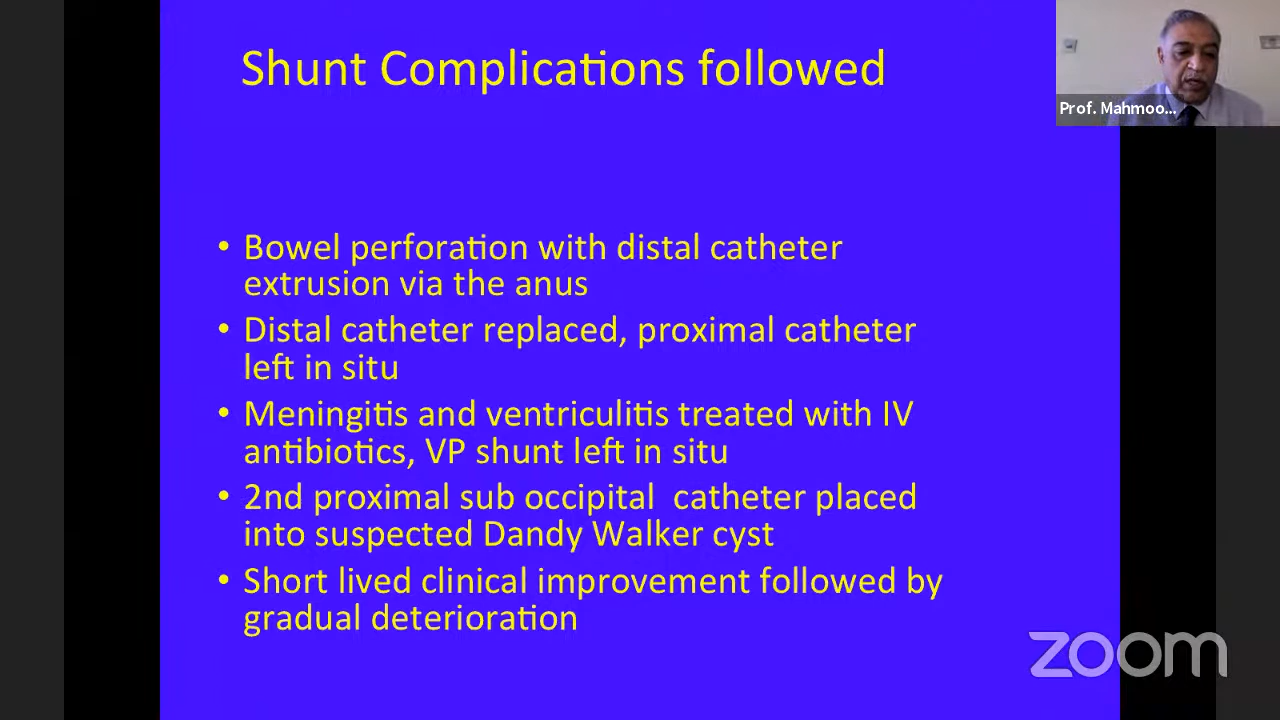 Shunt Complications followed
Prof. Mahmoo...
• Bowel perforation with distal catheter
extrusion via the anus
• Distal catheter replaced, proximal catheter
left in situ
• Meningitis and ventriculitis treated with IV
antibiotics, VP shunt left in situ
• 2nd proximal sub occipital  catheter placed
into suspected Dandy Walker cyst
• Short lived clinical improvement followed by
gradual deterioration
zoom